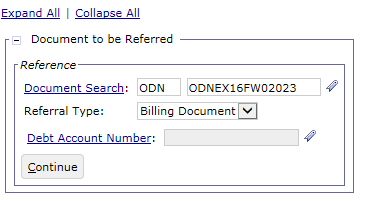 Expand All | Collapse All
Document to be Referred
Reference
Document Search: ODN ODNEX16FW02023
Referral Type: Billing Document
Debt Account Number:
Continue